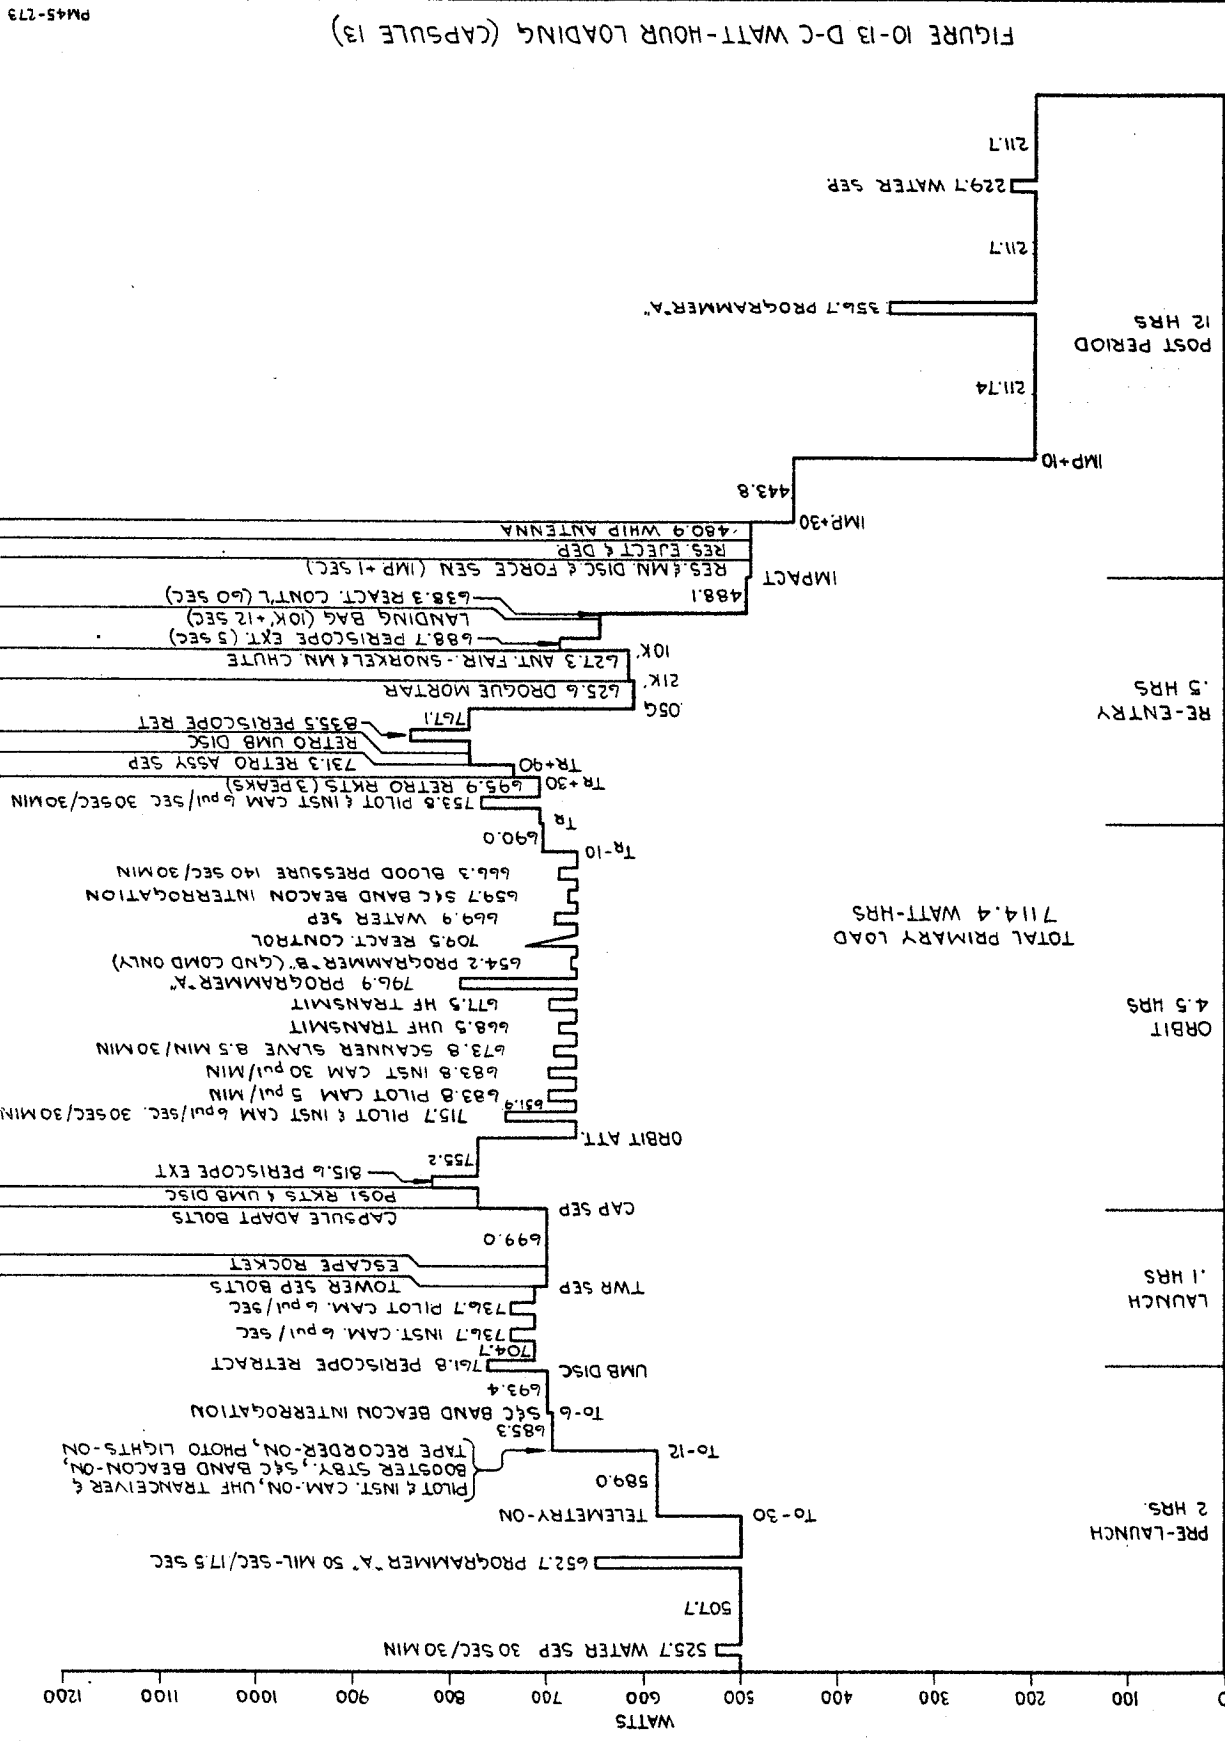 WATTS
0 100 200 300 400 500 600 700 800 900 1000 1100 1200
PRE-LAUNCH
2 HRS.
525.7 WATER SEP 30 SEC/30 MIN
507.7
652.7 PROGRAMMER "A" 50 MIL-SEC/17.5 SEC
To-30
TELEMETRY-ON
589.0
PILOT & INST. CAM.-ON, UHF TRANCEIVER &
BOOSTER STBY., S&C BAND BEACON-ON,
TAPE RECORDER-ON, PHOTO LIGHTS-ON
To-12
685.3
To-6
S&C BAND BEACON INTERROGATION
693.4
UMB DISC
761.8 PERISCOPE RETRACT
LAUNCH
.1 HRS
704.7
736.7 INST. CAM. 6 pul/SEC
736.7 PILOT CAM. 6 pul/SEC
TWR SEP
TOWER SEP BOLTS
ESCAPE ROCKET
699.0
CAP SEP
CAPSULE ADAPT BOLTS
POSI RKTS & UMB DISC
815.6 PERISCOPE EXT
755.2
ORBIT ATT.
ORBIT
4.5 HRS
715.7 PILOT & INST CAM 6 pul/SEC. 30 SEC/30 MIN
651.9
683.8 PILOT CAM 5 pul/MIN
683.8 INST CAM 30 pul/MIN
673.8 SCANNER SLAVE 8.5 MIN/30 MIN
668.5 UHF TRANSMIT
677.5 HF TRANSMIT
796.9 PROGRAMMER "A"
654.2 PROGRAMMER "B" (GND COMD ONLY)
709.5 REACT. CONTROL
669.9 WATER SEP
659.7 S&C BAND BEACON INTERROGATION
666.3 BLOOD PRESSURE 140 SEC/30 MIN
TOTAL PRIMARY LOAD
7114.4 WATT-HRS
TR-10
690.0
TR
753.8 PILOT & INST CAM 6 pul/SEC 30 SEC/30 MIN
TR+30
695.9 RETRO RKTS (3 PEAKS)
TR+90
731.3 RETRO ASSY SEP
RETRO UMB DISC
835.5 PERISCOPE RET
767.1
.05G
RE-ENTRY
.5 HRS
625.6 DROGUE MORTAR
21K'
627.3 ANT. FAIR.-SNORKEL & MN. CHUTE
10K'
688.7 PERISCOPE EXT. (5 SEC)
LANDING BAG (10K, +12 SEC)
638.3 REACT. CONT'L (60 SEC)
488.1
IMPACT
RES. & MN. DISC. & FORCE SEN (IMP +1 SEC)
RES. EJECT & DEP
480.9 WHIP ANTENNA
IMP.+30
443.8
IMP+10
211.74
POST PERIOD
12 HRS
356.7 PROGRAMMER "A"
211.7
229.7 WATER SEP.
211.7
FIGURE 10-13 D-C WATT-HOUR LOADING (CAPSULE 13)
PM45-273